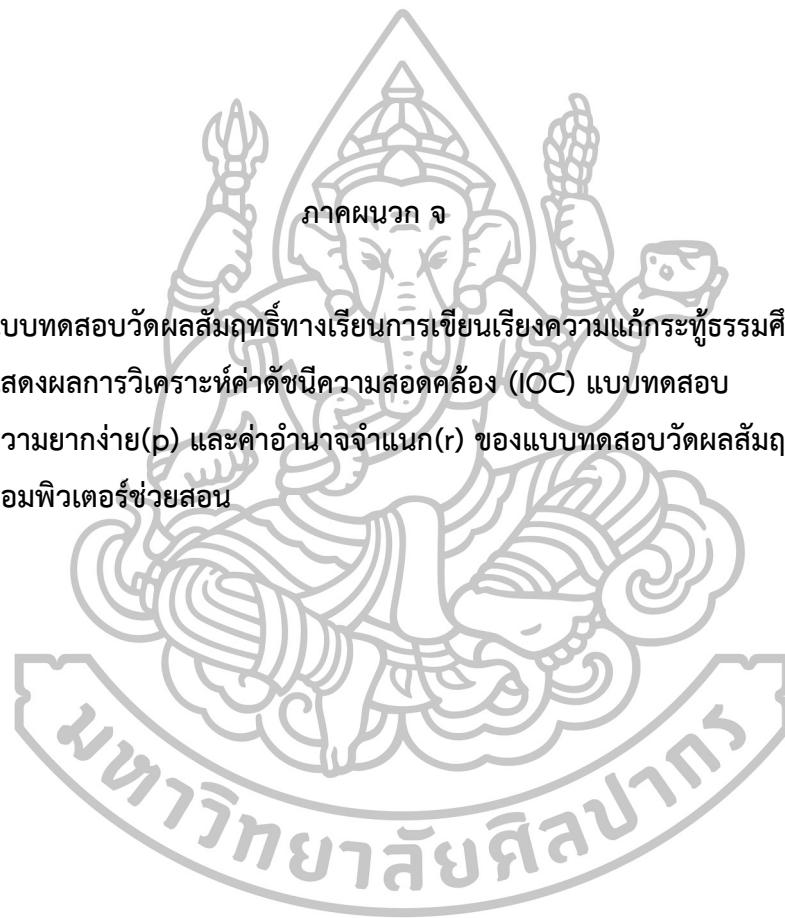 ภาคผนวก จ
บบทดสอบวัดผลสัมฤทธิ์ทางเรียนการเขียนเรียงความแก้กระทู้ธรรมศึ
สดงผลการวิเคราะห์ค่าดัชนีความสอดคล้อง (IOC) แบบทดสอบ
วามยากง่าย(p) และค่าอำนาจจำแนก(r) ของแบบทดสอบวัดผลสัมฤ
อมพิวเตอร์ช่วยสอน
มหาวิทยาลัยศิลปากร